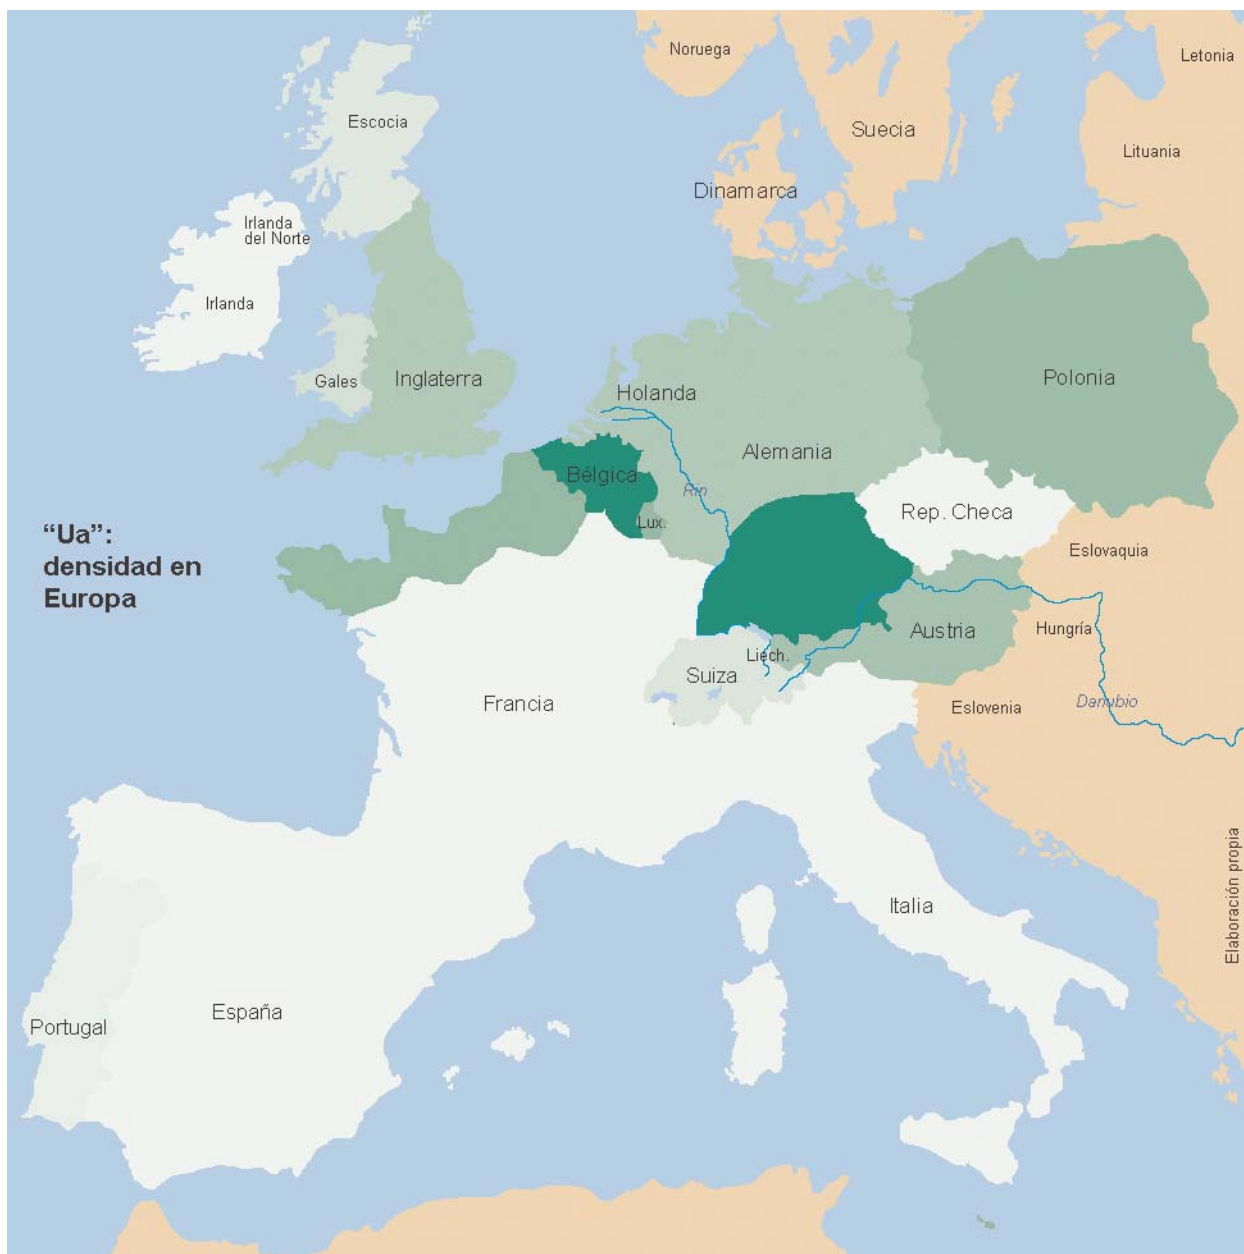 Noruega
Letonia
Escocia
Suecia
Lituania
Dinamarca
Irlanda
del Norte
Irlanda
Gales
Inglaterra
Holanda
Polonia
Alemania
Bélgica
Rin
Rep. Checa
Lux.
“Ua”:
densidad en
Europa
Eslovaquia
Austria
Hungría
Liech.
Suiza
Francia
Eslovenia
Danubio
Elaboración propia
Italia
España
Portugal